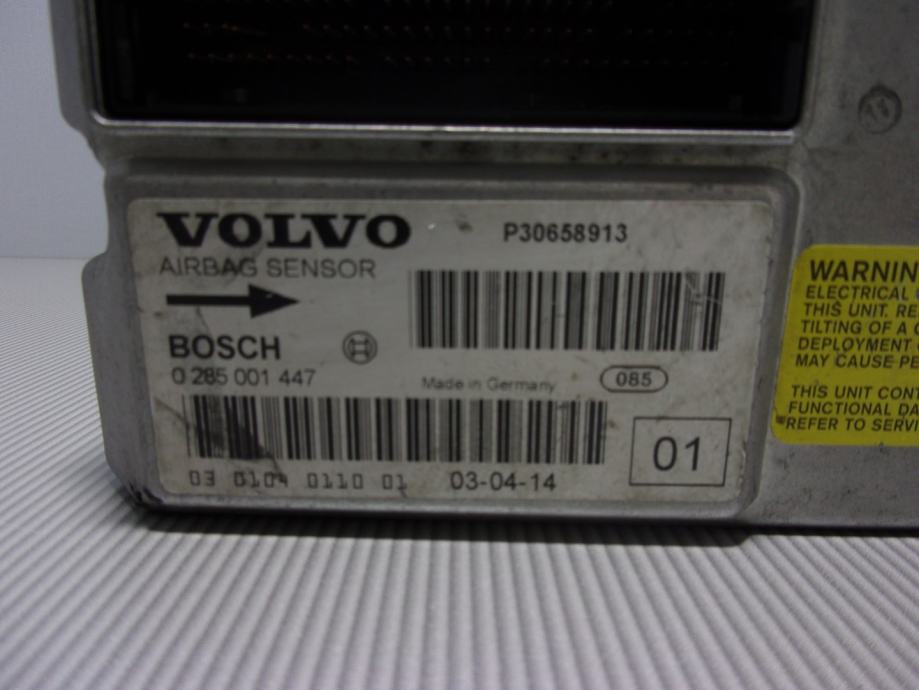 VOLVO
P30658913
AIRBAG SENSOR
BOSCH
0 285 001 447
Made in Germany
085
03 0104 0110 01
03-04-14
01
WARNIN
ELECTRICAL
THIS UNIT. RE
TILTING OF A
DEPLOYMENT
MAY CAUSE PE
THIS UNIT CONT
FUNCTIONAL DA
REFER TO SERVI